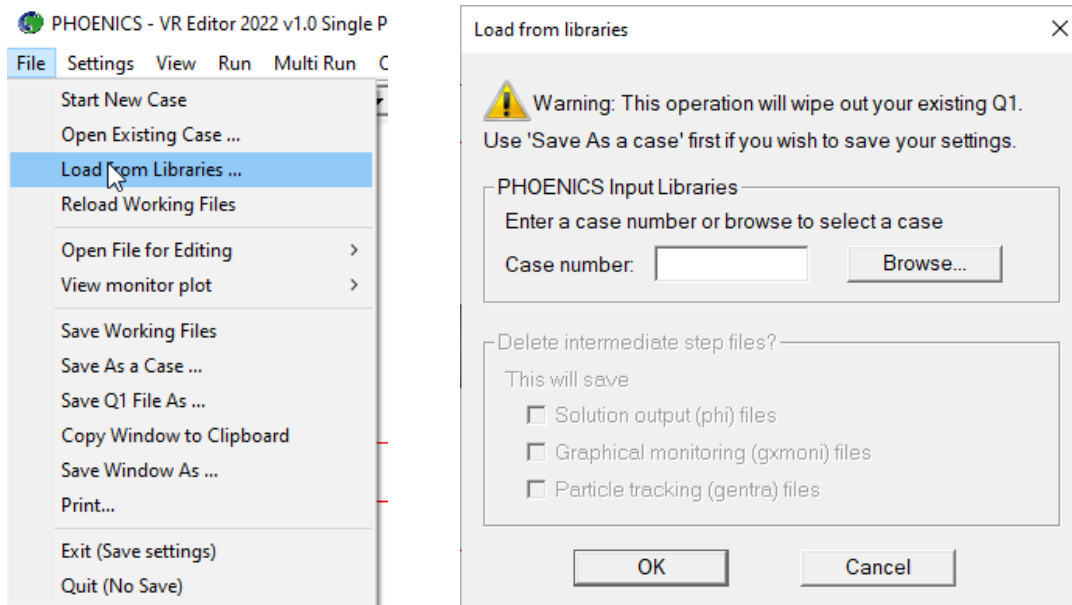 PHOENICS - VR Editor 2022 v1.0 Single P
File Settings View Run Multi Run
Start New Case
Open Existing Case ...
Load from Libraries ...
Reload Working Files
Open File for Editing
View monitor plot
Save Working Files
Save As a Case ...
Save Q1 File As ...
Copy Window to Clipboard
Save Window As ...
Print...
Exit (Save settings)
Quit (No Save)
Load from libraries
Warning: This operation will wipe out your existing Q1.
Use 'Save As a case' first if you wish to save your settings.
PHOENICS Input Libraries
Enter a case number or browse to select a case
Case number: Browse...
Delete intermediate step files?
This will save
Solution output (phi) files
Graphical monitoring (gxmoni) files
Particle tracking (gentra) files
OK Cancel